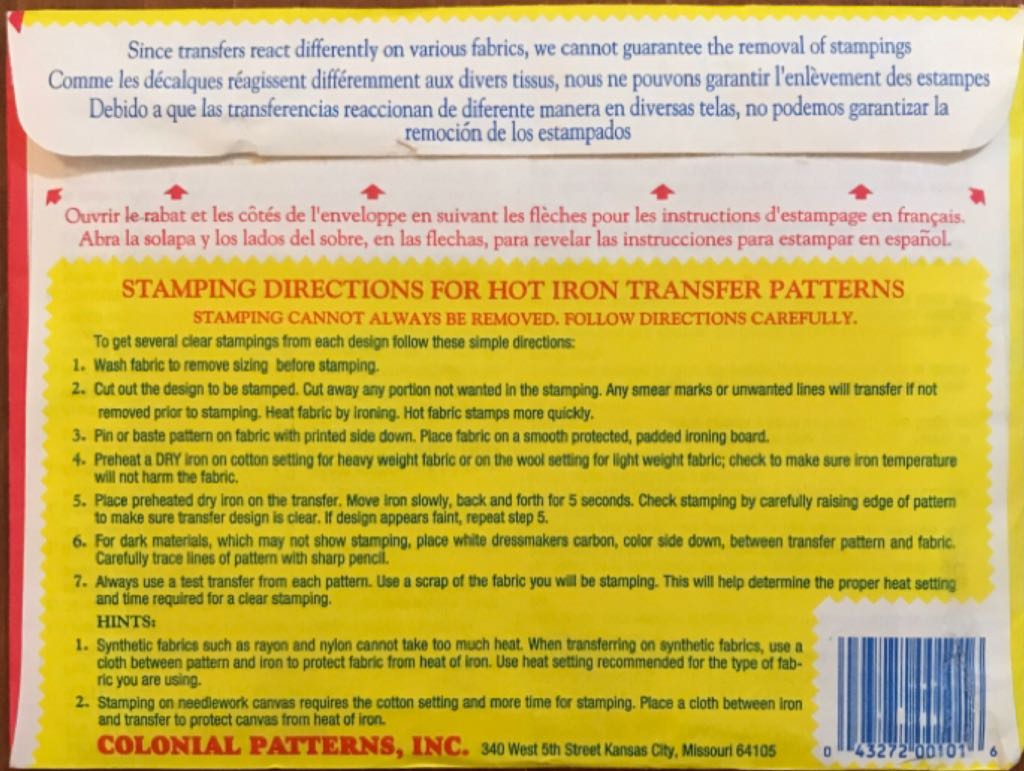 Since transfers react differently on various fabrics, we cannot guarantee the removal of stampings
Comme les décalques réagissent différemment aux divers tissus, nous ne pouvons garantir l'enlèvement des estampes
Debido a que las transferencias reaccionan de diferente manera en diversas telas, no podemos garantizar la
remoción de los estampados
Ouvrir le rabat et les côtés de l'enveloppe en suivant les flèches pour les instructions d'estampage en français.
Abra la solapa y los lados del sobre, en las flechas, para revelar las instrucciones para estampar en español.
STAMPING DIRECTIONS FOR HOT IRON TRANSFER PATTERNS
STAMPING CANNOT ALWAYS BE REMOVED. FOLLOW DIRECTIONS CAREFULLY.
To get several clear stampings from each design follow these simple directions:
1. Wash fabric to remove sizing before stamping.
2. Cut out the design to be stamped. Cut away any portion not wanted in the stamping. Any smear marks or unwanted lines will transfer if not
removed prior to stamping. Heat fabric by ironing. Hot fabric stamps more quickly.
3. Pin or baste pattern on fabric with printed side down. Place fabric on a smooth protected, padded ironing board.
4. Preheat a DRY iron on cotton setting for heavy weight fabric or on the wool setting for light weight fabric; check to make sure iron temperature
will not harm the fabric.
5. Place preheated dry iron on the transfer. Move iron slowly, back and forth for 5 seconds. Check stamping by carefully raising edge of pattern
to make sure transfer design is clear. If design appears faint, repeat step 5.
6. For dark materials, which may not show stamping, place white dressmakers carbon, color side down, between transfer pattern and fabric.
Carefully trace lines of pattern with sharp pencil.
7. Always use a test transfer from each pattern. Use a scrap of the fabric you will be stamping. This will help determine the proper heat setting
and time required for a clear stamping.
HINTS:
1. Synthetic fabrics such as rayon and nylon cannot take too much heat. When transferring on synthetic fabrics, use a
cloth between pattern and iron to protect fabric from heat of iron. Use heat setting recommended for the type of fab-
ric you are using.
2. Stamping on needlework canvas requires the cotton setting and more time for stamping. Place a cloth between iron
and transfer to protect canvas from heat of iron.
COLONIAL PATTERNS, INC. 340 West 5th Street Kansas City, Missouri 64105
0 43272 00101 6